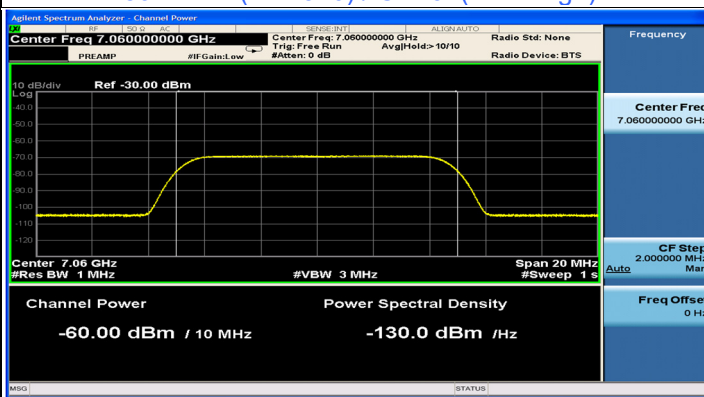 Agilent Spectrum Analyzer - Channel Power
LXI RF 50 Ω AC SENSE:INT ALIGN AUTO
Center Freq 7.060000000 GHz
Center Freq: 7.060000000 GHz Radio Std: None
Trig: Free Run Avg|Hold:> 10/10
PREAMP #IFGain:Low #Atten: 0 dB Radio Device: BTS
10 dB/div Ref -30.00 dBm
Log
-40.0
-50.0
-60.0
-70.0
-80.0
-90.0
-100
-110
-120
Center 7.06 GHz Span 20 MHz
#Res BW 1 MHz #VBW 3 MHz #Sweep 1 s
Channel Power Power Spectral Density
-60.00 dBm / 10 MHz -130.0 dBm /Hz
MSG STATUS
Frequency
Center Freq
7.060000000 GHz
CF Step
2.000000 MHz
Auto Man
Freq Offset
0 Hz